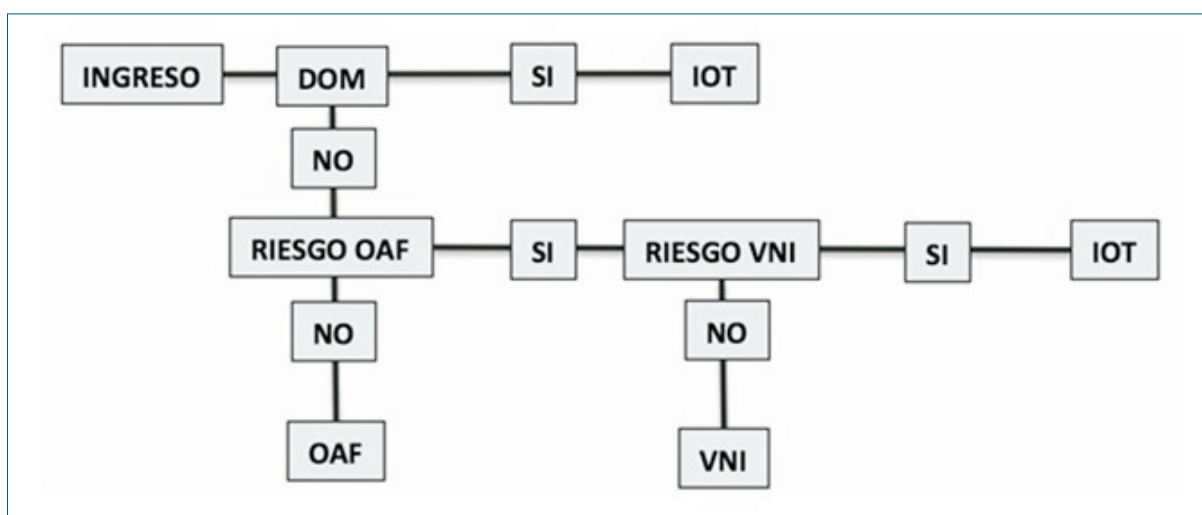 INGRESO
DOM
SI
IOT
NO
RIESGO OAF
SI
RIESGO VNI
SI
IOT
NO
NO
OAF
VNI